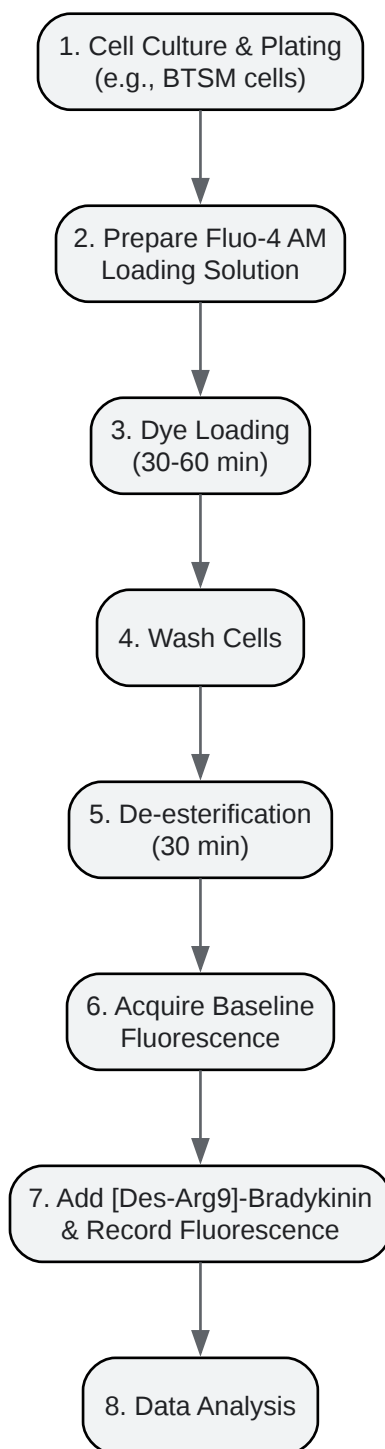 1. Cell Culture & Plating
(e.g., BTSM cells)
2. Prepare Fluo-4 AM
Loading Solution
3. Dye Loading
(30-60 min)
4. Wash Cells
5. De-esterification
(30 min)
6. Acquire Baseline
Fluorescence
7. Add [Des-Arg9]-Bradykinin
& Record Fluorescence
8. Data Analysis